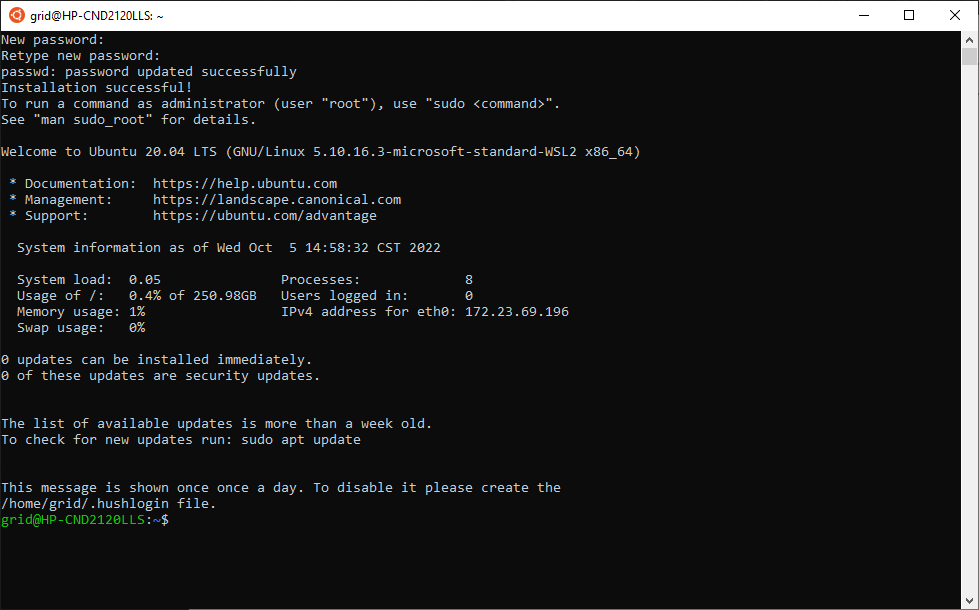 grid@HP-CND2120LLS: ~
New password:
Retype new password:
passwd: password updated successfully
Installation successful!
To run a command as administrator (user "root"), use "sudo <command>".
See "man sudo_root" for details.

Welcome to Ubuntu 20.04 LTS (GNU/Linux 5.10.16.3-microsoft-standard-WSL2 x86_64)

 * Documentation:  https://help.ubuntu.com
 * Management:     https://landscape.canonical.com
 * Support:        https://ubuntu.com/advantage

  System information as of Wed Oct  5 14:58:32 CST 2022

  System load:  0.05               Processes:             8
  Usage of /:   0.4% of 250.98GB   Users logged in:       0
  Memory usage: 1%                 IPv4 address for eth0: 172.23.69.196
  Swap usage:   0%

0 updates can be installed immediately.
0 of these updates are security updates.


The list of available updates is more than a week old.
To check for new updates run: sudo apt update


This message is shown once once a day. To disable it please create the
/home/grid/.hushlogin file.
grid@HP-CND2120LLS:~$